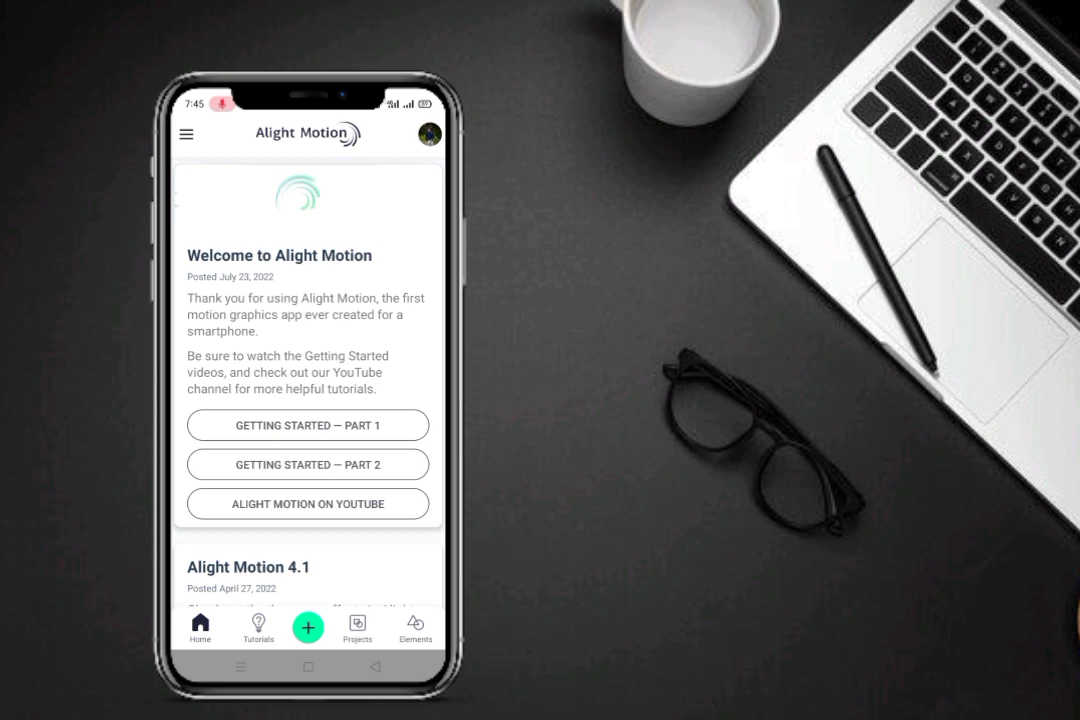 7:45
Alight Motion
Welcome to Alight Motion
Posted July 23, 2022
Thank you for using Alight Motion, the first
motion graphics app ever created for a
smartphone.
Be sure to watch the Getting Started
videos, and check out our YouTube
channel for more helpful tutorials.
GETTING STARTED — PART 1
GETTING STARTED — PART 2
ALIGHT MOTION ON YOUTUBE
Alight Motion 4.1
Posted April 27, 2022
Home
Tutorials
Projects
Elements